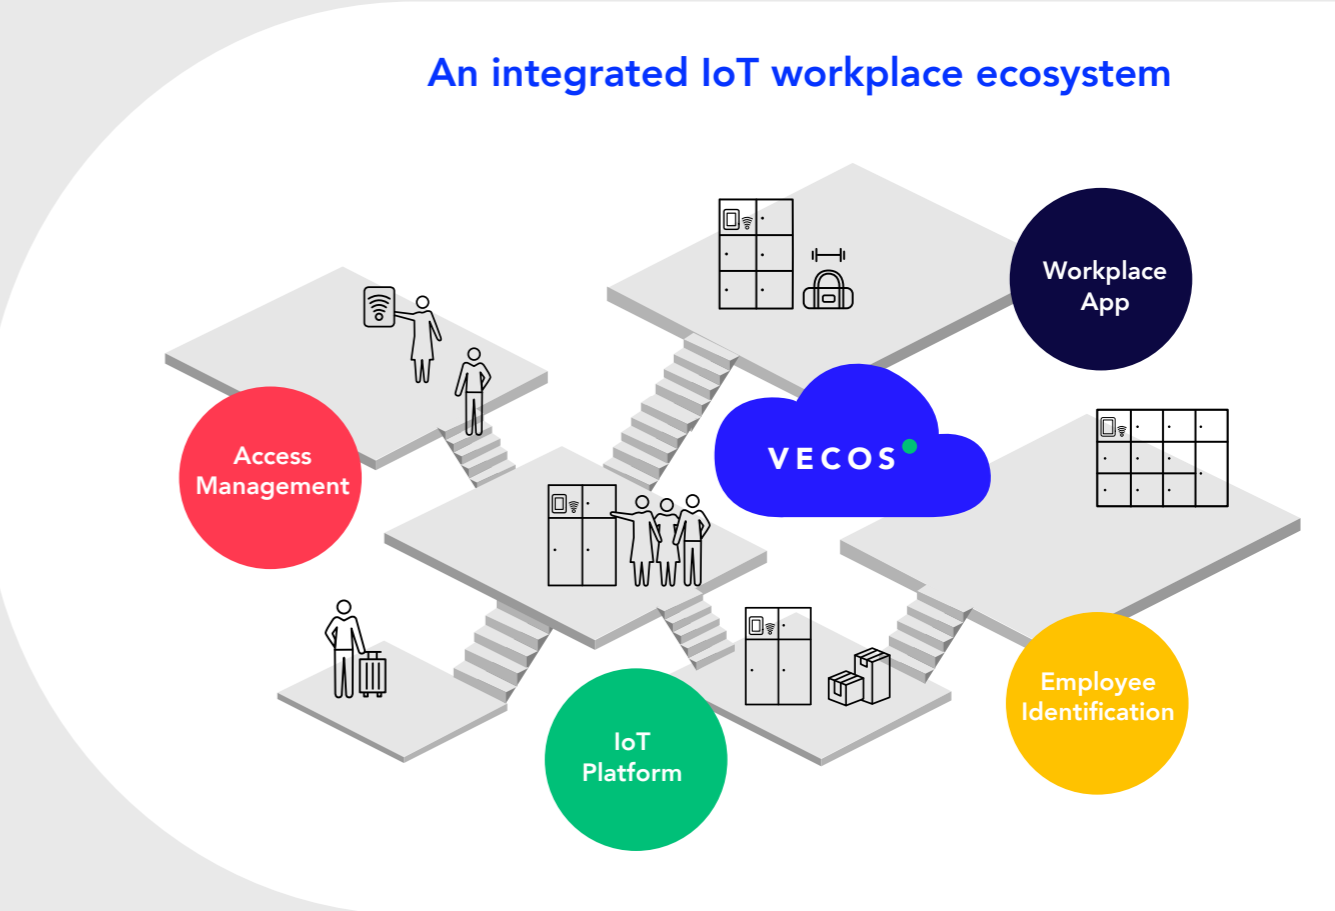 An integrated IoT workplace ecosystem
Workplace
App
Access
Management
VECOS
Employee
Identification
IoT
Platform